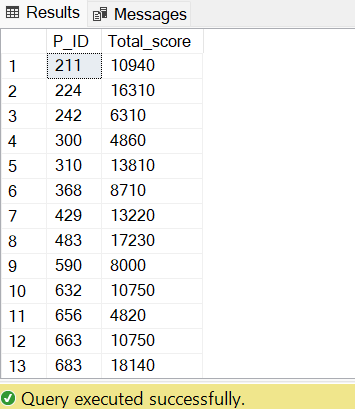 Results Messages
P_ID Total_score
1 211 10940
2 224 16310
3 242 6310
4 300 4860
5 310 13810
6 368 8710
7 429 13220
8 483 17230
9 590 8000
10 632 10750
11 656 4820
12 663 10750
13 683 18140
Query executed successfully.